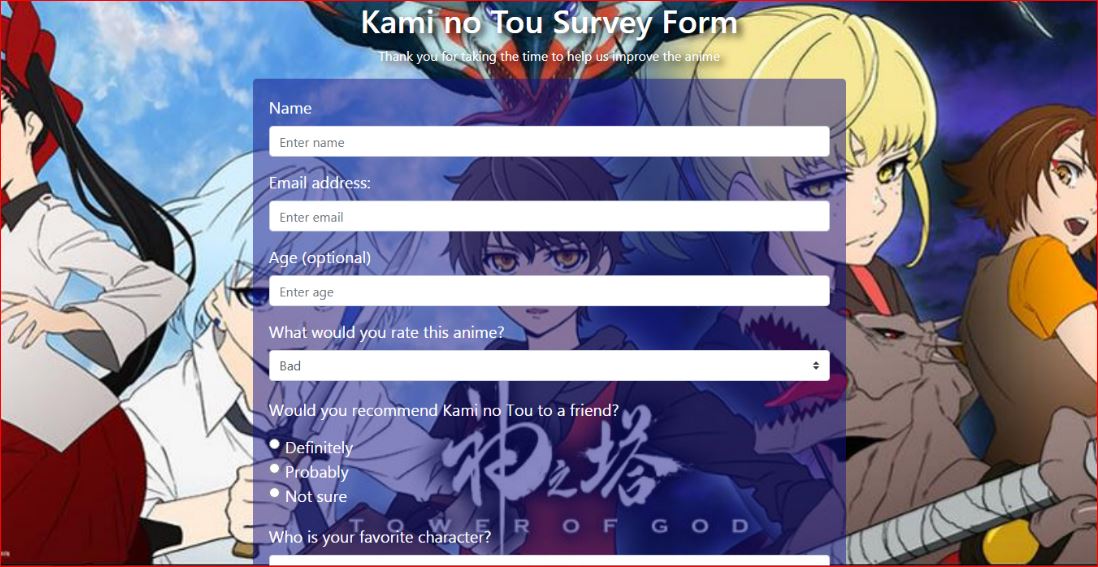 Kami no Tou Survey Form
Thank you for taking the time to help us improve the anime
Name
Enter name
Email address:
Enter email
Age (optional)
Enter age
What would you rate this anime?
Bad
Would you recommend Kami no Tou to a friend?
Definitely
神之塔
Probably
Not sure
TOWER OF GOD
Who is your favorite character?